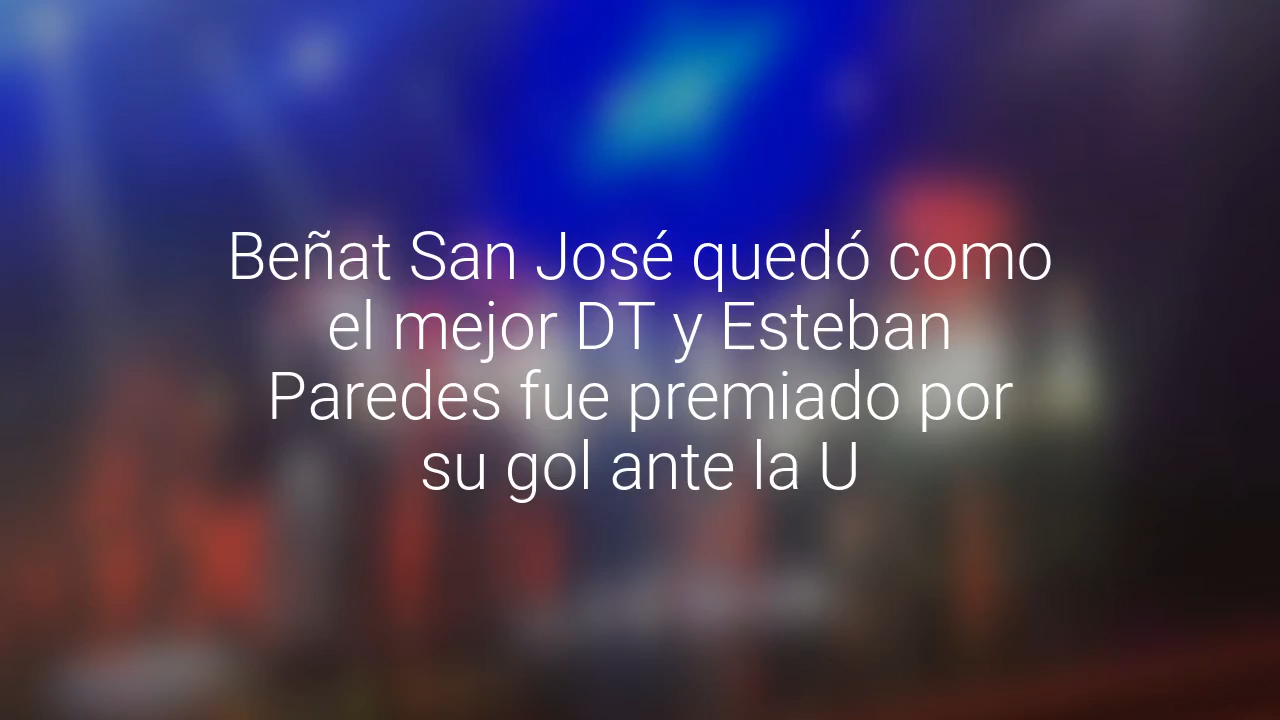 Beñat San José quedó como
el mejor DT y Esteban
Paredes fue premiado por
su gol ante la U